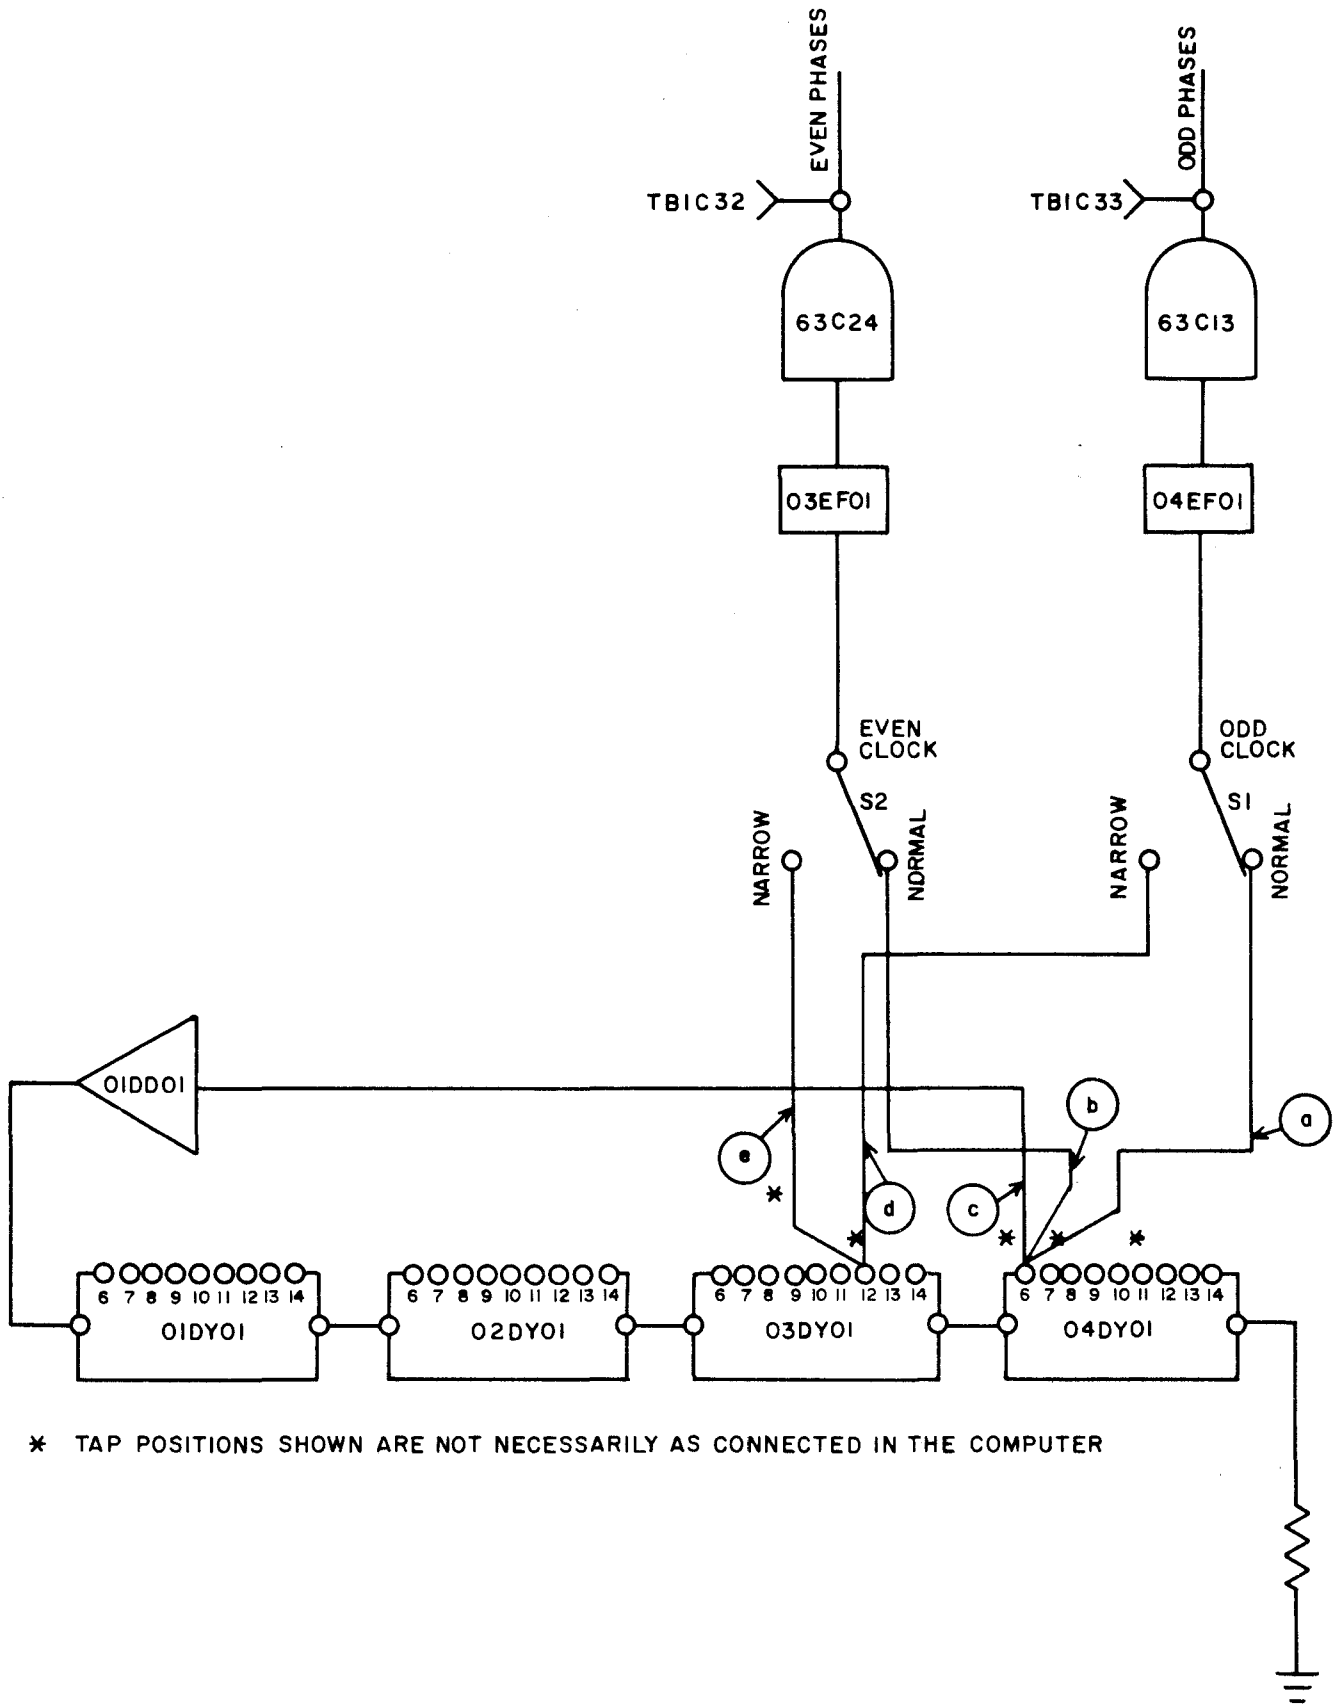 EVEN PHASES
ODD PHASES
TB1C32
TB1C33
63C24
63C13
03EF01
04EF01
EVEN
CLOCK
ODD
CLOCK
S2
S1
NARROW
NORMAL
NARROW
NORMAL
01DD01
b
a
e
*
d
c
* * * *
6 7 8 9 10 11 12 13 14
6 7 8 9 10 11 12 13 14
6 7 8 9 10 11 12 13 14
6 7 8 9 10 11 12 13 14
01DY01
02DY01
03DY01
04DY01
* TAP POSITIONS SHOWN ARE NOT NECESSARILY AS CONNECTED IN THE COMPUTER